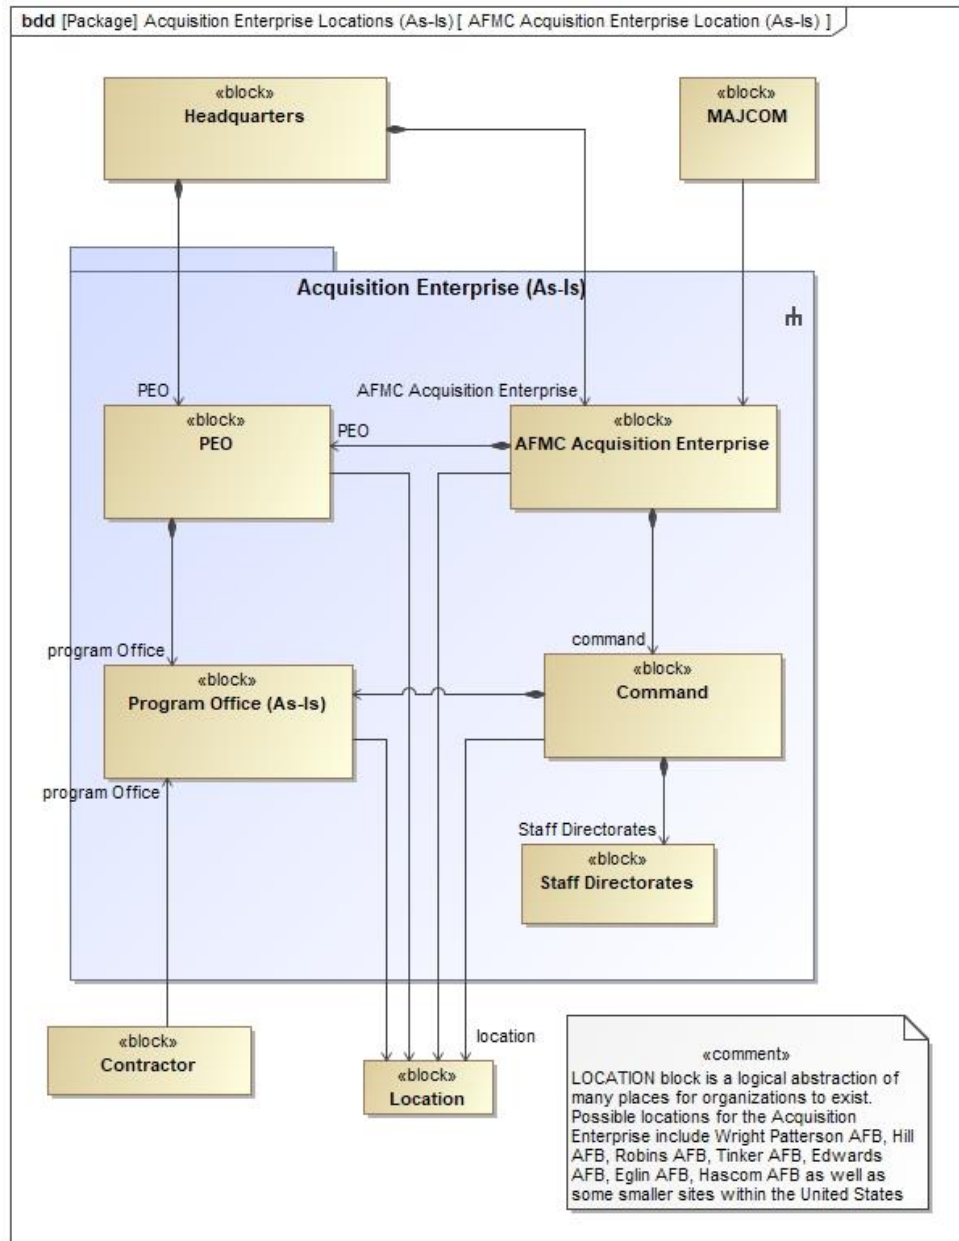 bdd [Package] Acquisition Enterprise Locations (As-Is) [ AFMC Acquisition Enterprise Location (As-Is) ]
«block»
Headquarters
«block»
MAJCOM
Acquisition Enterprise (As-Is)
PEO
AFMC Acquisition Enterprise
«block»
PEO
PEO
«block»
AFMC Acquisition Enterprise
program Office
command
«block»
Program Office (As-Is)
«block»
Command
program Office
Staff Directorates
«block»
Staff Directorates
«block»
Contractor
location
«block»
Location
«comment»
LOCATION block is a logical abstraction of
many places for organizations to exist.
Possible locations for the Acquisition
Enterprise include Wright Patterson AFB, Hill
AFB, Robins AFB, Tinker AFB, Edwards
AFB, Eglin AFB, Hascom AFB as well as
some smaller sites within the United States